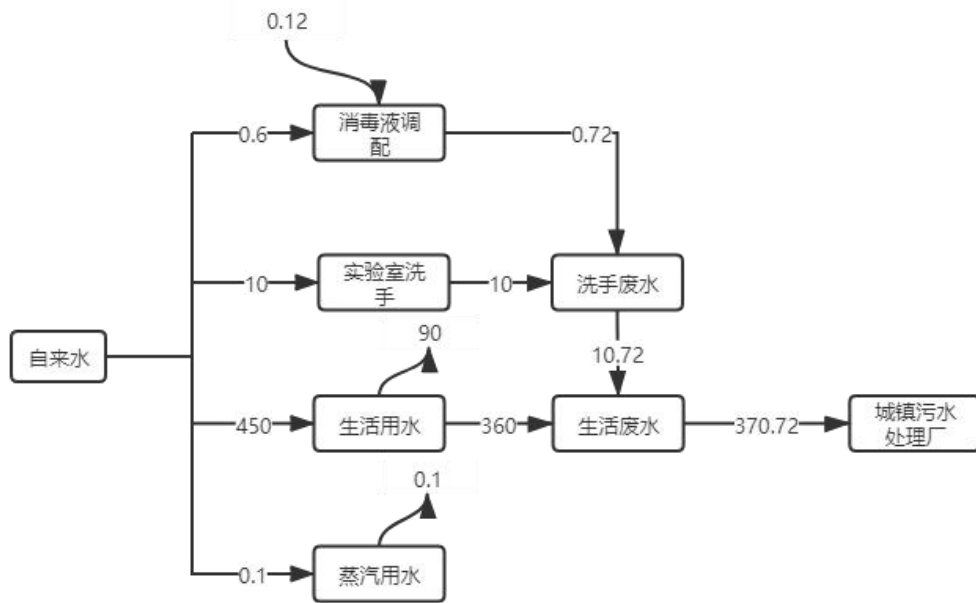 0.12
0.6
消毒液调
配
0.72
10
实验室洗
手
10
洗手废水
自来水
90
10.72
450
生活用水
360
生活废水
370.72
城镇污水
处理厂
0.1
0.1
蒸汽用水